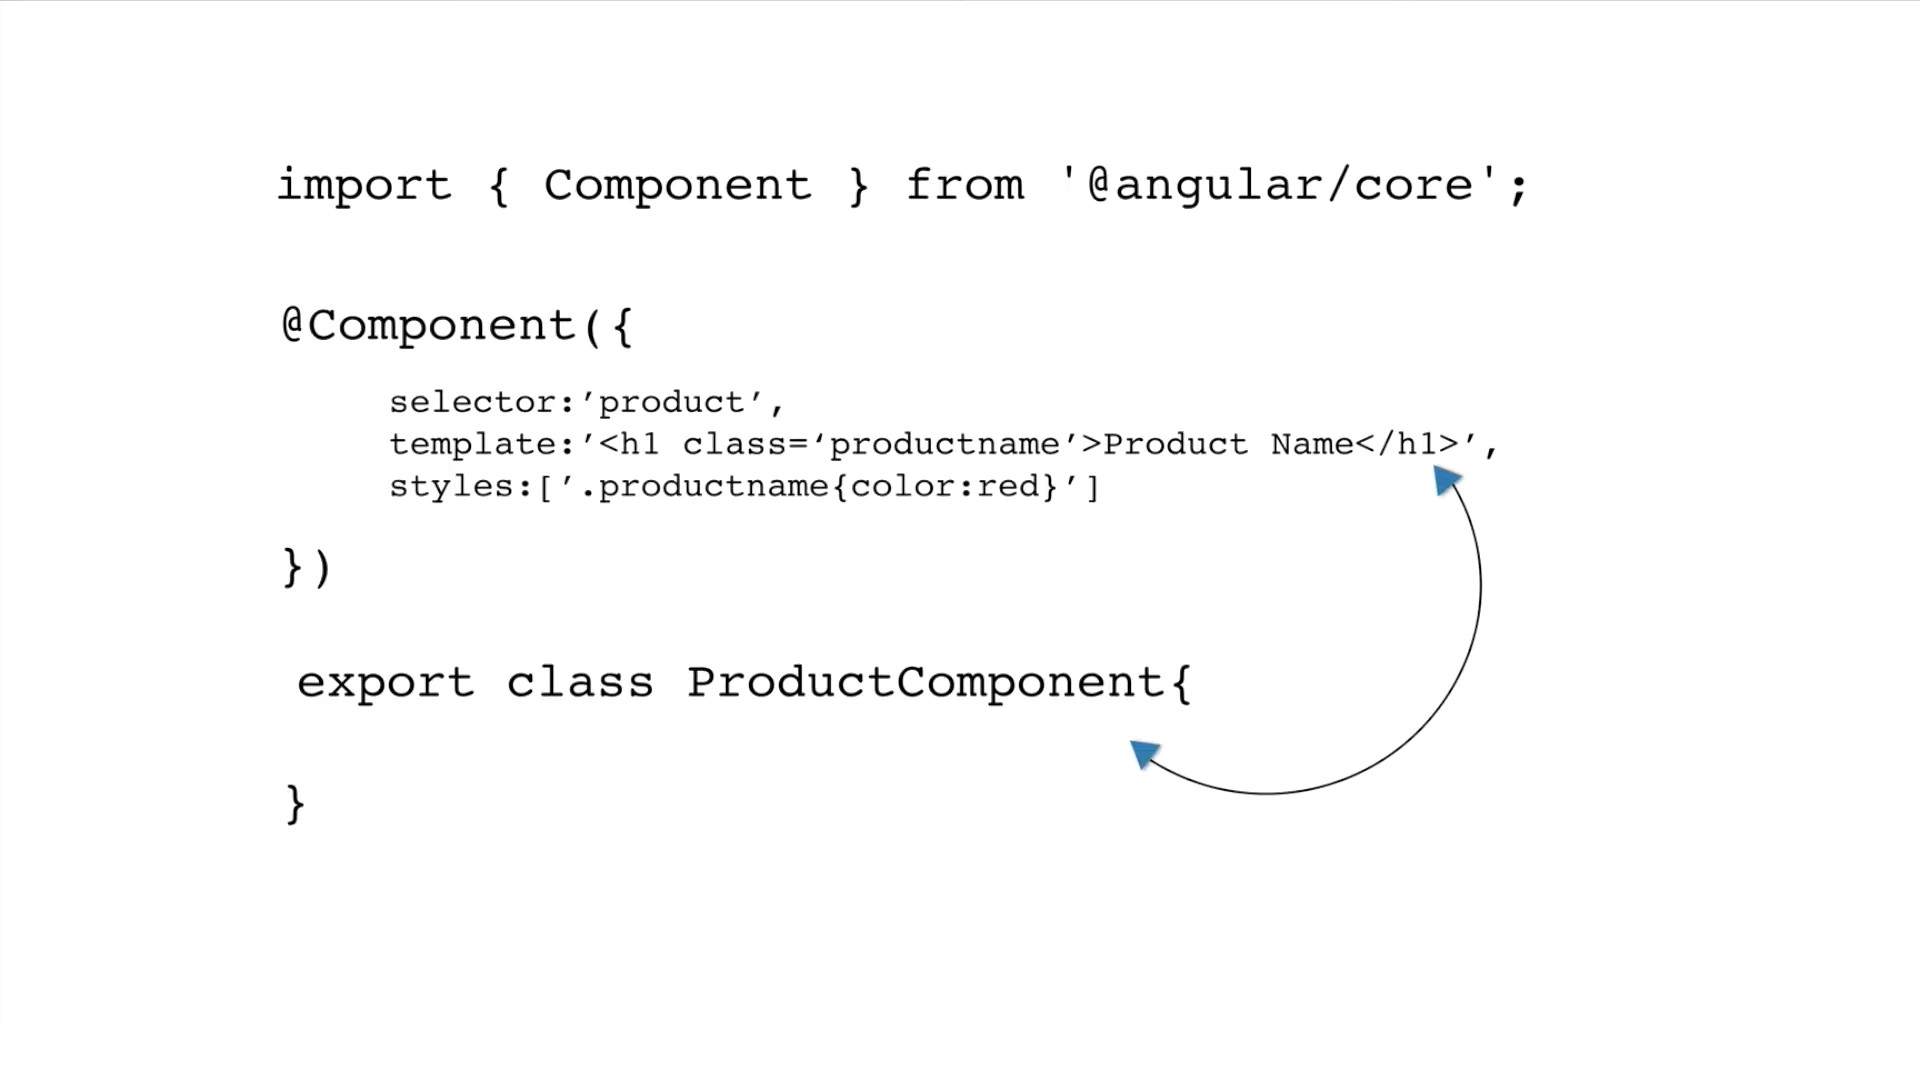 import { Component } from '@angular/core';
@Component({
selector:’product’,
template:’<h1 class=‘productname’>Product Name</h1>’,
styles:[’.productname{color:red}’]
})
export class ProductComponent{
}